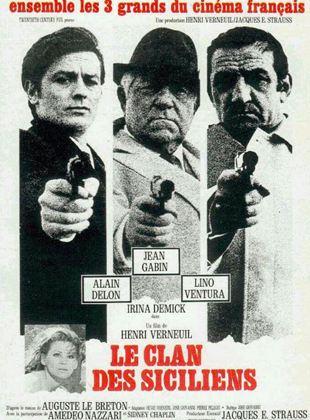 ensemble les 3 grands du cinéma français
TWENTIETH CENTURY FOX présente
Une production : HENRI VERNEUIL/JACQUES E. STRAUSS
JEAN
GABIN
ALAIN
DELON
LINO
VENTURA
IRINA DEMICK
dans
Un film de
HENRI VERNEUIL
LE CLAN
DES SICILIENS
D'après le roman de AUGUSTE LE BRETON
Avec la participation de AMEDEO NAZZARI
SIDNEY CHAPLIN
JACQUES E. STRAUSS